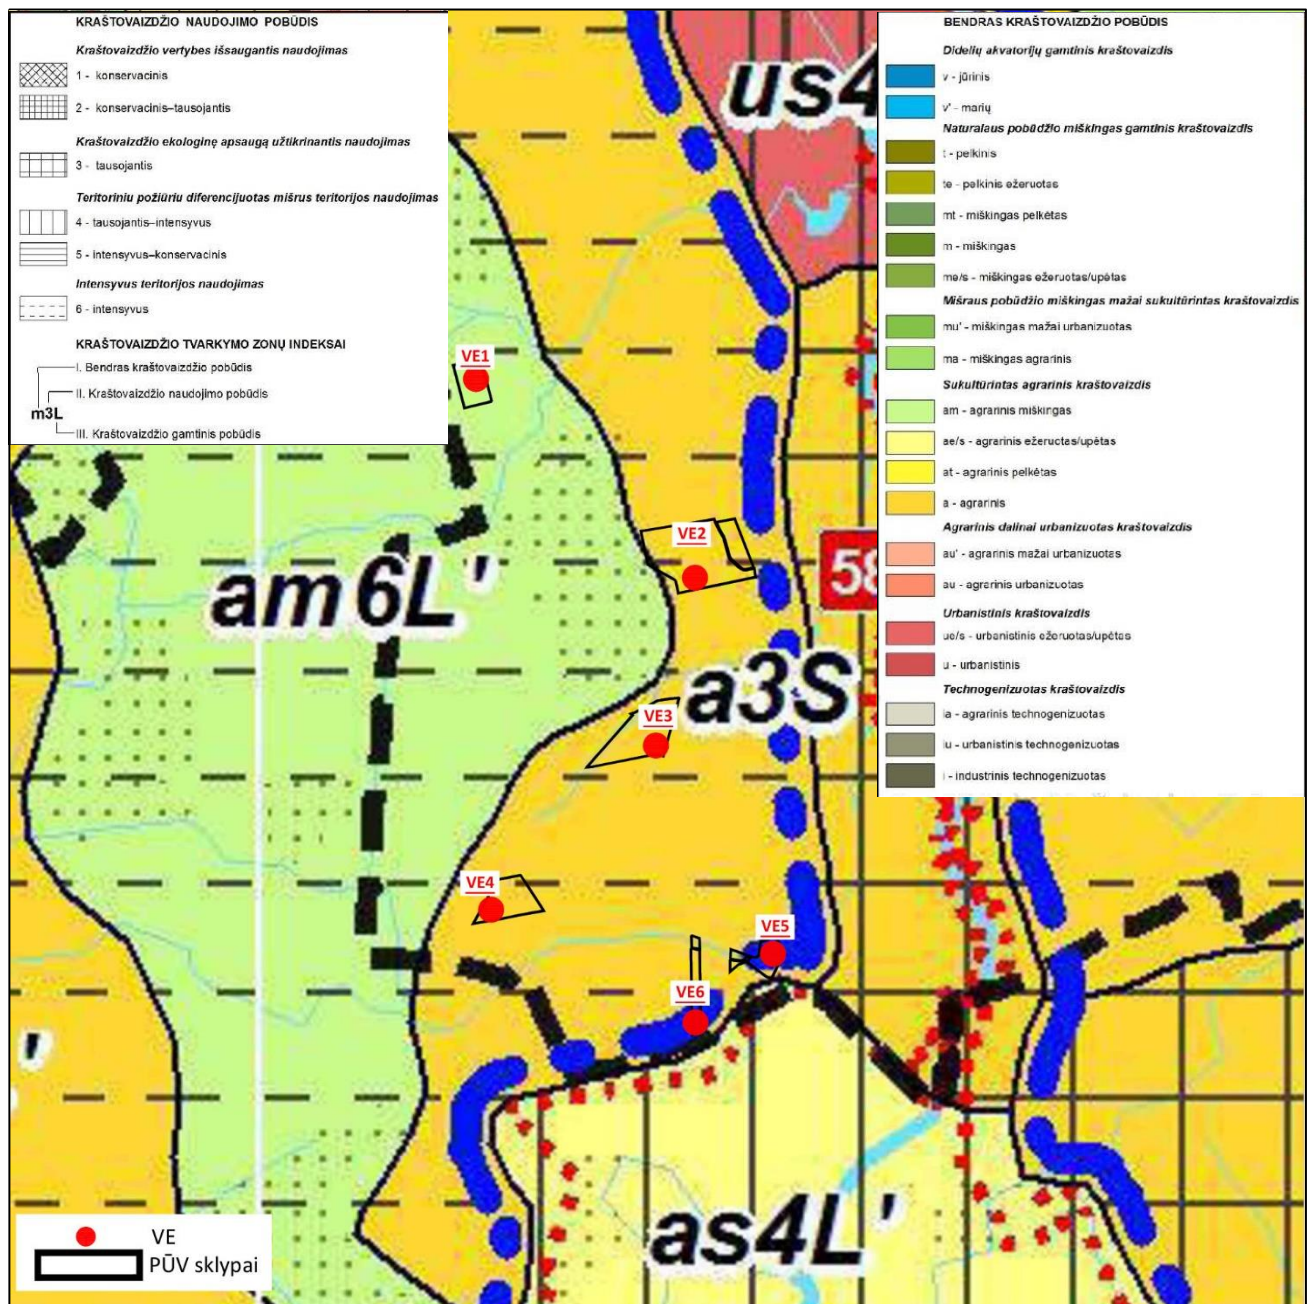 KRAŠTOVAIZDŽIO NAUDOJIMO POBŪDIS
Kraštovaizdžio vertybes išsaugantis naudojimas
1 - konservacinis
2 - konservacinis–tausojantis
Kraštovaizdžio ekologinę apsaugą užtikrinantis naudojimas
3 - tausojantis
Teritoriniu požiūriu diferencijuotas mišrus teritorijos naudojimas
4 - tausojantis–intensyvus
5 - intensyvus–konservacinis
Intensyvus teritorijos naudojimas
6 - intensyvus
KRAŠTOVAIZDŽIO TVARKYMO ZONŲ INDEKSAI
I. Bendras kraštovaizdžio pobūdis
II. Kraštovaizdžio naudojimo pobūdis
m3L
III. Kraštovaizdžio gamtinis pobūdis
BENDRAS KRAŠTOVAIZDŽIO POBŪDIS
Didelių akvatorijų gamtinis kraštovaizdis
v - jūrinis
v' - marių
Natūralaus pobūdžio miškingas gamtinis kraštovaizdis
t - pelkinis
te - pelkinis ežeruotas
mt - miškingas pelkėtas
m - miškingas
me/s - miškingas ežeruotas/upėtas
Mišraus pobūdžio miškingas mažai sukultūrintas kraštovaizdis
mu' - miškingas mažai urbanizuotas
ma - miškingas agrarinis
Sukultūrintas agrarinis kraštovaizdis
am - agrarinis miškingas
ae/s - agrarinis ežeruotas/upėtas
at - agrarinis pelkėtas
a - agrarinis
Agrarinis dalinai urbanizuotas kraštovaizdis
au' - agrarinis mažai urbanizuotas
au - agrarinis urbanizuotas
Urbanistinis kraštovaizdis
ue/s - urbanistinis ežeruotas/upėtas
u - urbanistinis
Technogenizuotas kraštovaizdis
ia - agrarinis technogenizuotas
iu - urbanistinis technogenizuotas
i - industrinis technogenizuotas
us4
VE1
VE2
58
am6L'
a3S
VE3
VE4
VE5
VE6
'
as4L'
VE
PŪV sklypai